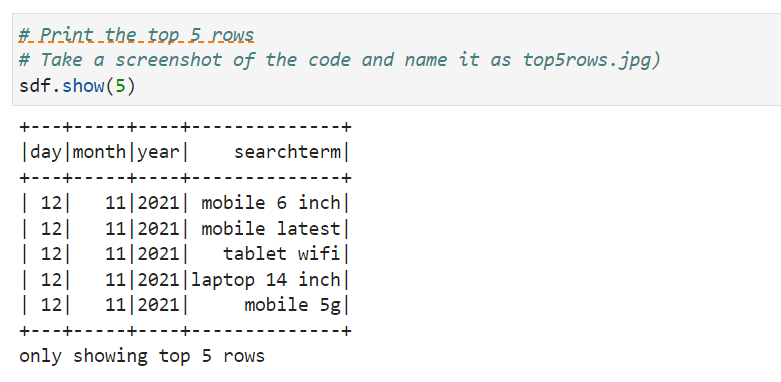 # Print the top 5 rows
# Take a screenshot of the code and name it as top5rows.jpg)
sdf.show(5)
+---+-----+----+--------------+
|day|month|year|    searchterm|
+---+-----+----+--------------+
| 12|   11|2021| mobile 6 inch|
| 12|   11|2021| mobile latest|
| 12|   11|2021|   tablet wifi|
| 12|   11|2021|laptop 14 inch|
| 12|   11|2021|     mobile 5g|
+---+-----+----+--------------+
only showing top 5 rows